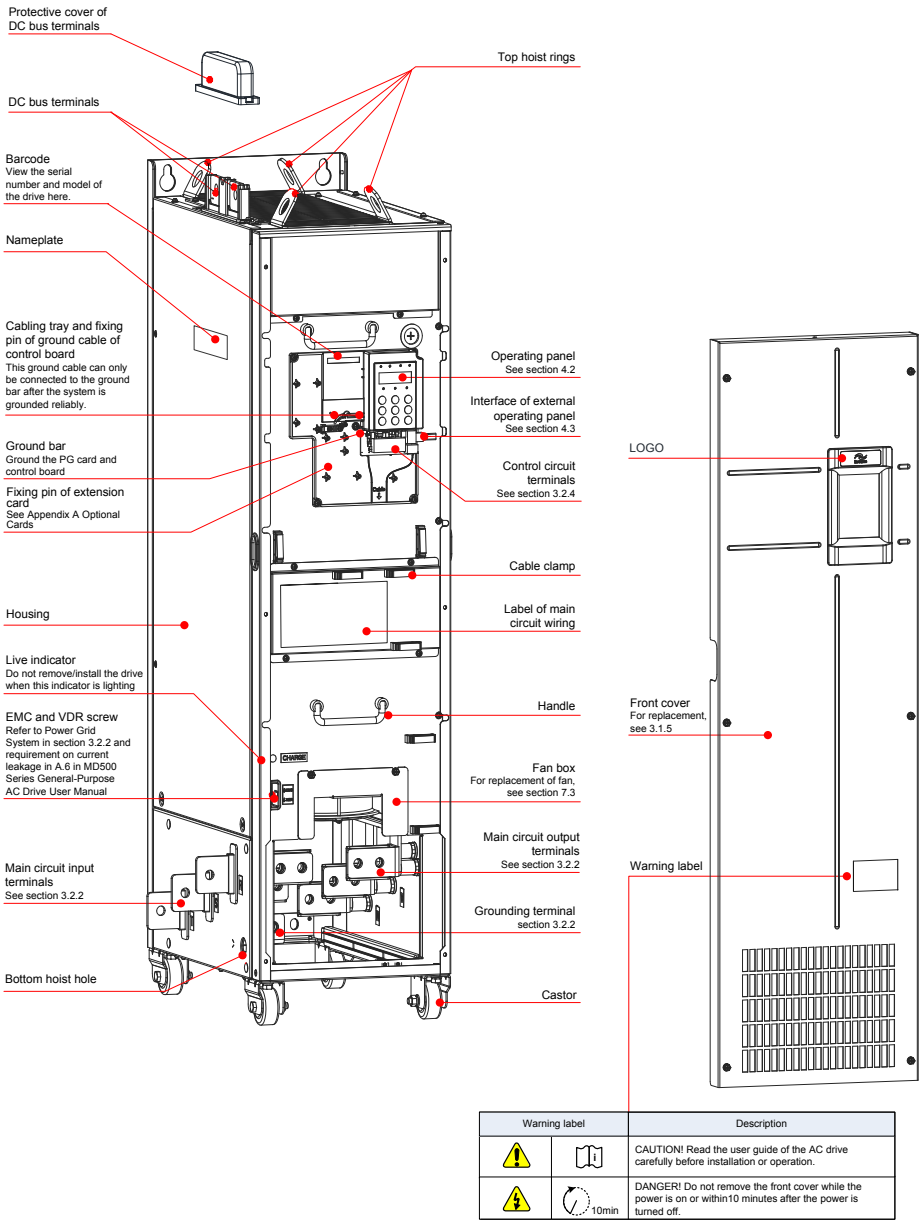 Protective cover of
DC bus terminals
DC bus terminals
Barcode
View the serial
number and model of
the drive here.
Nameplate
Cabling tray and fixing
pin of ground cable of
control board
This ground cable can only
be connected to the ground
bar after the system is
grounded reliably.
Ground bar
Ground the PG card and
control board
Fixing pin of extension
card
See Appendix A Optional
Cards
Housing
Live indicator
Do not remove/install the drive
when this indicator is lighting
EMC and VDR screw
Refer to Power Grid
System in section 3.2.2 and
requirement on current
leakage in A.6 in MD500
Series General-Purpose
AC Drive User Manual
Main circuit input
terminals
See section 3.2.2
Bottom hoist hole
CHARGE
Top hoist rings
Operating panel
See section 4.2
Interface of external
operating panel
See section 4.3
Control circuit
terminals
See section 3.2.4
Cable clamp
Label of main
circuit wiring
Handle
Fan box
For replacement of fan,
see section 7.3
Main circuit output
terminals
See section 3.2.2
Grounding terminal
section 3.2.2
Castor
LOGO
Front cover
For replacement,
see 3.1.5
Warning label
Warning label Description
CAUTION! Read the user guide of the AC drive
carefully before installation or operation.
10min
DANGER! Do not remove the front cover while the
power is on or within10 minutes after the power is
turned off.